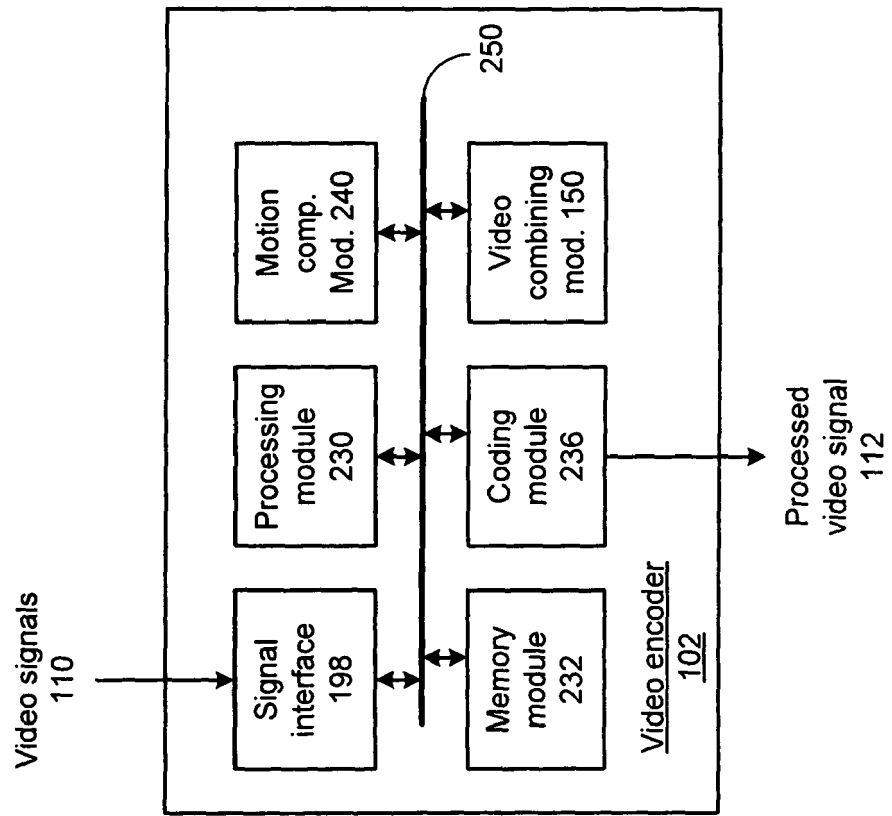 Video signals
110
Signal
interface
198
Processing
module
230
Motion
comp.
Mod. 240
250
Memory
module
232
Coding
module
236
Video
combining
mod. 150
Video encoder
102
Processed
video signal
112